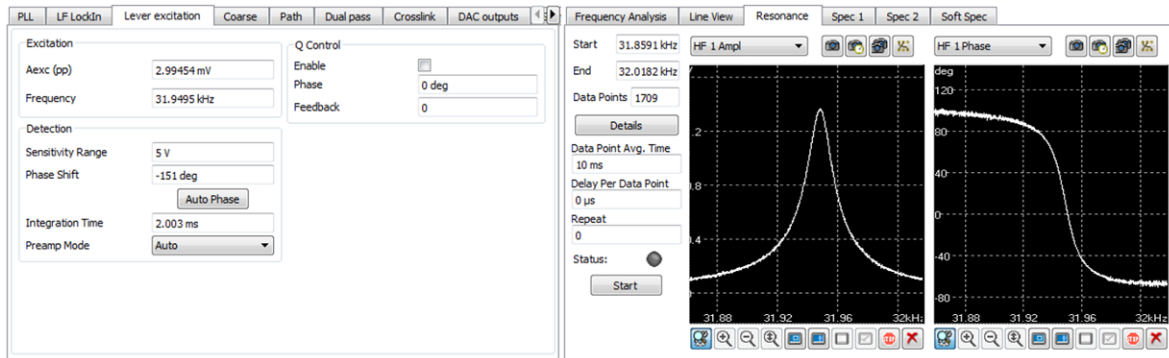 PLL LF LockIn Lever excitation Coarse Path Dual pass Crosslink DAC outputs
Excitation
Aexc (pp) 2.99454 mV
Frequency 31.9495 kHz
Detection
Sensitivity Range 5 V
Phase Shift -151 deg
Auto Phase
Integration Time 2.003 ms
Preamp Mode Auto
Q Control
Enable
Phase 0 deg
Feedback 0
Frequency Analysis Line View Resonance Spec 1 Spec 2 Soft Spec
Start 31.8591 kHz
End 32.0182 kHz
Data Points 1709
Details
Data Point Avg. Time
10 ms
Delay Per Data Point
0 µs
Repeat
0
Status:
Start
HF 1 Ampl
.2
.8
.4
31.88 31.92 31.96 32kHz
HF 1 Phase
deg
120
80
40
0
-40
-80
31.88 31.92 31.96 32kHz